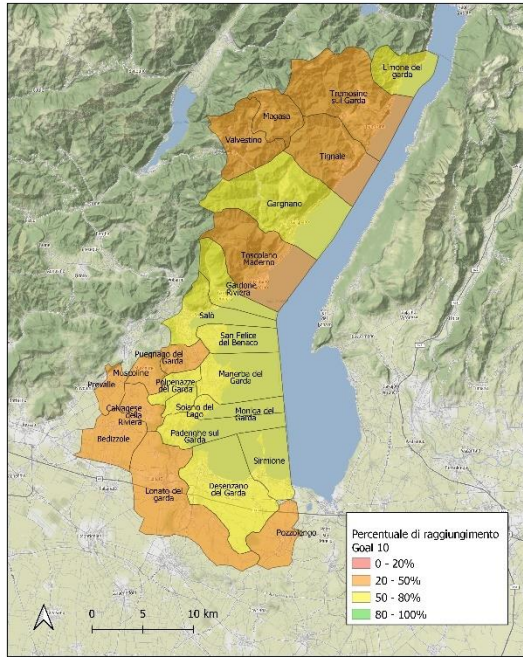 Limone del
garda
Tremosine
sul Garda
Magasa
Valvestino
Tignale
Gargnano
Toscolano
Maderno
Gardone
Riviera
Salò
San Felice
del Benaco
Puegnago del
Garda
Muscoline
Manerba del
Garda
Prevalle
Polpenazze
del Garda
Calvagese
della
Riviera
Soiano del
Lago
Moniga del
Garda
Bedizzole
Padenghe sul
Garda
Sirmione
Desenzano
del Garda
Lonato del
garda
Pozzolengo
Percentuale di raggiungimento
Goal 10
0 - 20%
20 - 50%
50 - 80%
80 - 100%
0 5 10 km